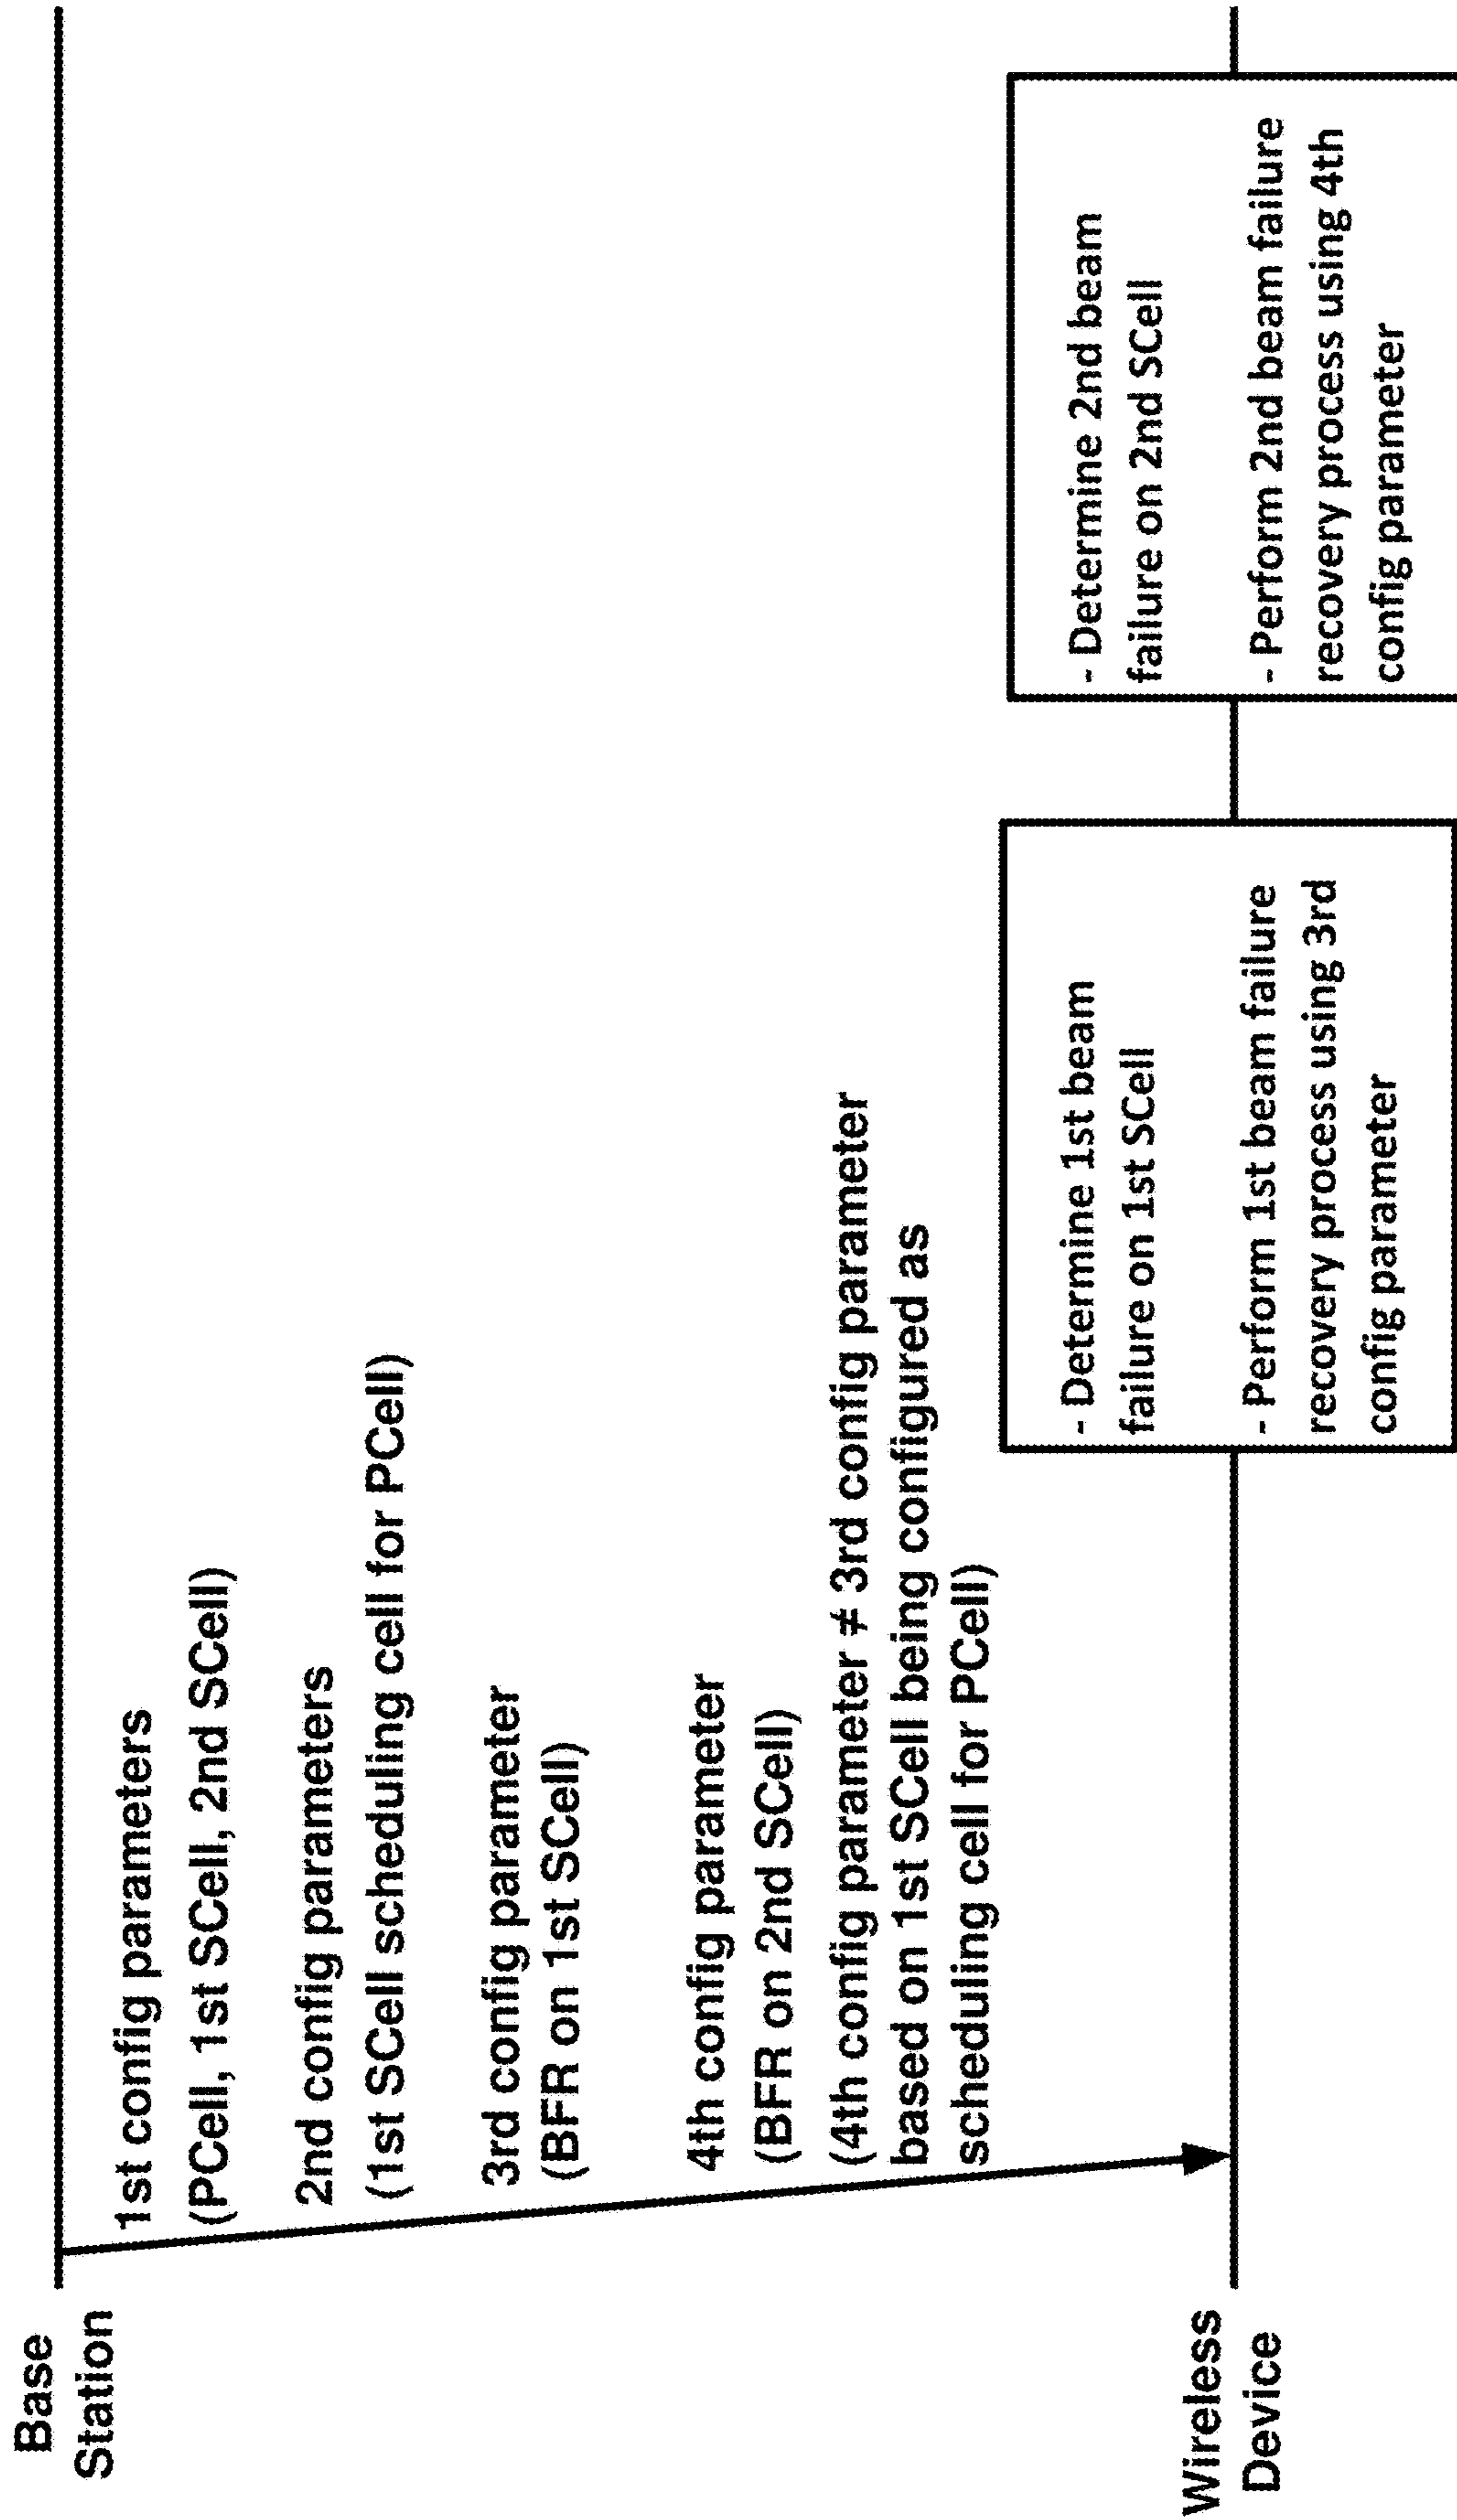 Base
Station
1st config parameters
(PCell, 1st SCell, 2nd SCell)
2nd config parameters
(1st SCell scheduling cell for PCell)
3rd config parameter
(BFR on 1st SCell)
4th config parameter
(BFR on 2nd SCell)
(4th config parameter ≠ 3rd config parameter
based on 1st SCell being configured as
scheduling cell for PCell)
Wireless
Device
- Determine 1st beam
failure on 1st SCell
- Perform 1st beam failure
recovery process using 3rd
config parameter
- Determine 2nd beam
failure on 2nd SCell
- Perform 2nd beam failure
recovery process using 4th
config parameter